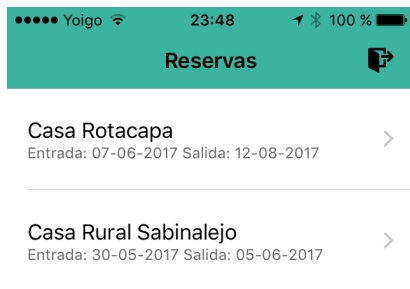 Yoigo 23:48 100 %
Reservas
Casa Rotacapa
Entrada: 07-06-2017 Salida: 12-08-2017
Casa Rural Sabinalejo
Entrada: 30-05-2017 Salida: 05-06-2017